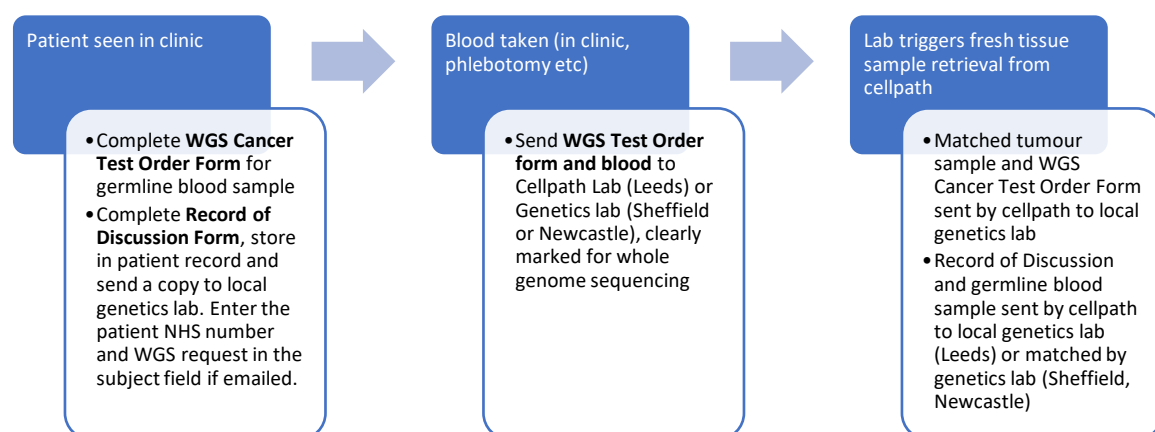 Patient seen in clinic
•Complete WGS Cancer
Test Order Form for
germline blood sample
•Complete Record of
Discussion Form, store
in patient record and
send a copy to local
genetics lab. Enter the
patient NHS number
and WGS request in the
subject field if emailed.
Blood taken (in clinic,
phlebotomy etc)
•Send WGS Test Order
form and blood to
Cellpath Lab (Leeds) or
Genetics lab (Sheffield
or Newcastle), clearly
marked for whole
genome sequencing
Lab triggers fresh tissue
sample retrieval from
cellpath
•Matched tumour
sample and WGS
Cancer Test Order Form
sent by cellpath to local
genetics lab
•Record of Discussion
and germline blood
sample sent by cellpath
to local genetics lab
(Leeds) or matched by
genetics lab (Sheffield,
Newcastle)